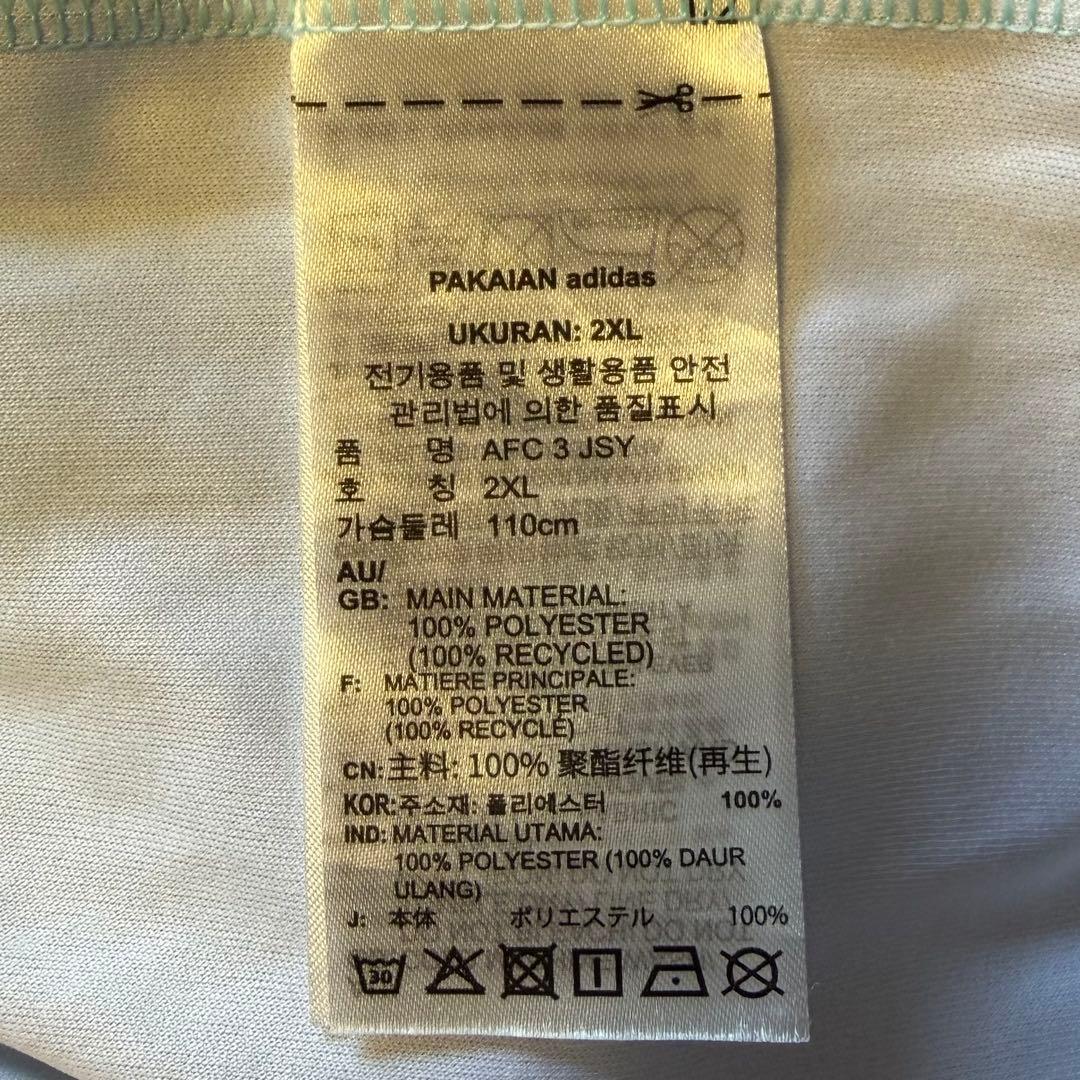 PAKAIAN adidas
UKURAN: 2XL
전기용품 및 생활용품 안전
관리법에 의한 품질표시
품 명 AFC 3 JSY
호 칭 2XL
가슴둘레 110cm
AU/
GB: MAIN MATERIAL:
100% POLYESTER
(100% RECYCLED)
F: MATIERE PRINCIPALE:
100% POLYESTER
(100% RECYCLÉ)
CN: 主料: 100% 聚酯纤维(再生)
KOR: 주소재: 폴리에스터 100%
IND: MATERIAL UTAMA:
100% POLYESTER (100% DAUR
ULANG)
J: 本体 ポリエステル 100%
30